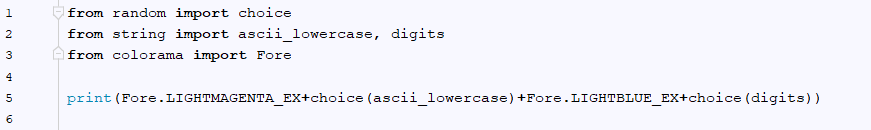 1 from random import choice
2 from string import ascii_lowercase, digits
3 from colorama import Fore
4
5 print(Fore.LIGHTMAGENTA_EX+choice(ascii_lowercase)+Fore.LIGHTBLUE_EX+choice(digits))
6